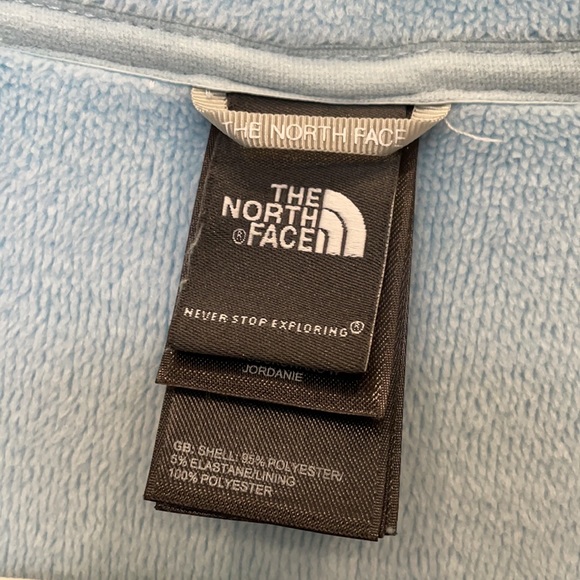 THE NORTH FACE
THE
NORTH
®FACE
NEVER STOP EXPLORING®
JORDANIE
GB: SHELL: 95% POLYESTER/
5% ELASTANE/LINING
100% POLYESTER